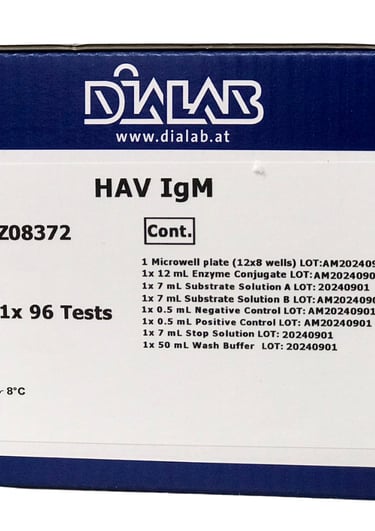 DIALAB
www.dialab.at
HAV IgM
Z08372
Cont.
1 Microwell plate (12x8 wells) LOT:AM2024090
1x 12 mL Enzyme Conjugate LOT:AM2024090
1x 7 mL Substrate Solution A LOT: 20240901
1x 7 mL Substrate Solution B LOT: 20240901
1x 0.5 mL Negative Control LOT: AM20240901
1x 0.5 mL Positive Control LOT: AM20240901
1x 7 mL Stop Solution LOT: 20240901
1x 50 mL Wash Buffer LOT: 20240901
1x 96 Tests
8°C